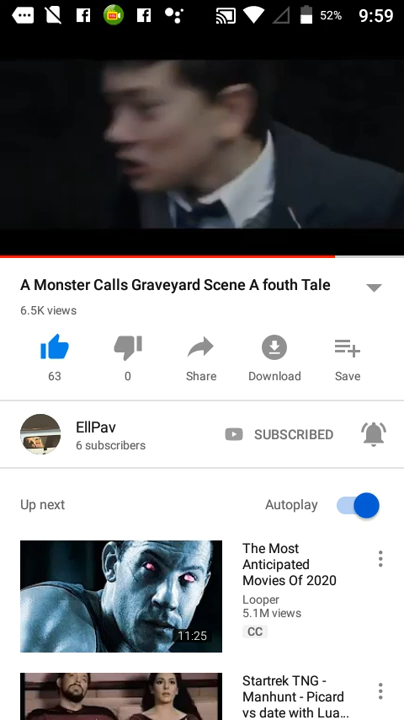 52% 9:59
A Monster Calls Graveyard Scene A fouth Tale
6.5K views
63
0
Share
Download
Save
EllPav
6 subscribers
SUBSCRIBED
Up next
Autoplay
The Most
Anticipated
Movies Of 2020
Looper
5.1M views
CC
11:25
Startrek TNG -
Manhunt - Picard
vs date with Lua...